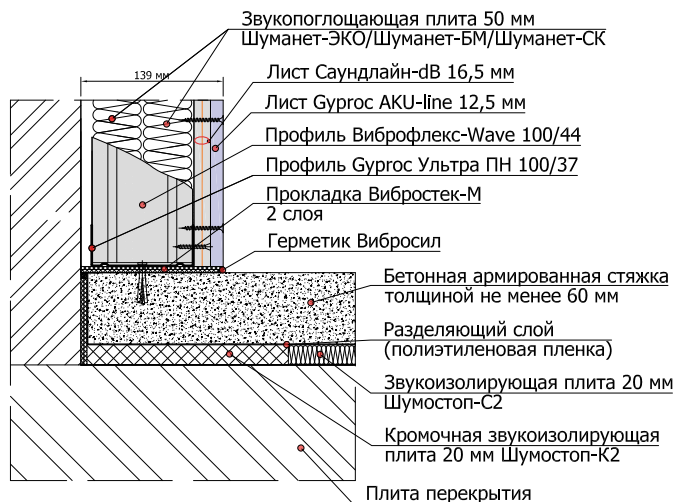 Звукопоглощающая плита 50 мм
Шуманет-ЭКО/Шуманет-БМ/Шуманет-СК
139 мм
Лист Саундлайн-dB 16,5 мм
Лист Gyproc AKU-line 12,5 мм
Профиль Виброфлекс-Wave 100/44
Профиль Gyproc Ультра ПН 100/37
Прокладка Вибростек-М
2 слоя
Герметик Вибросил
Бетонная армированная стяжка
толщиной не менее 60 мм
Разделяющий слой
(полиэтиленовая пленка)
Звукоизолирующая плита 20 мм
Шумостоп-С2
Кромочная звукоизолирующая
плита 20 мм Шумостоп-К2
Плита перекрытия